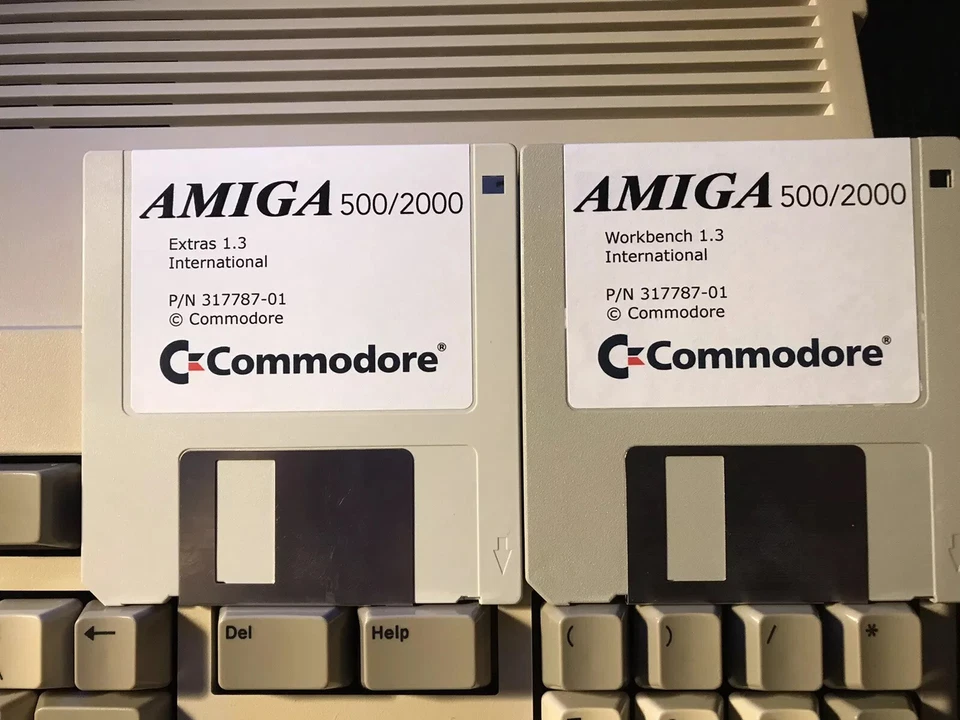 AMIGA 500/2000
Extras 1.3
International
P/N 317787-01
© Commodore
Commodore®
AMIGA 500/2000
Workbench 1.3
International
P/N 317787-01
© Commodore
Commodore®
←
Del
Help
(
)
/
*